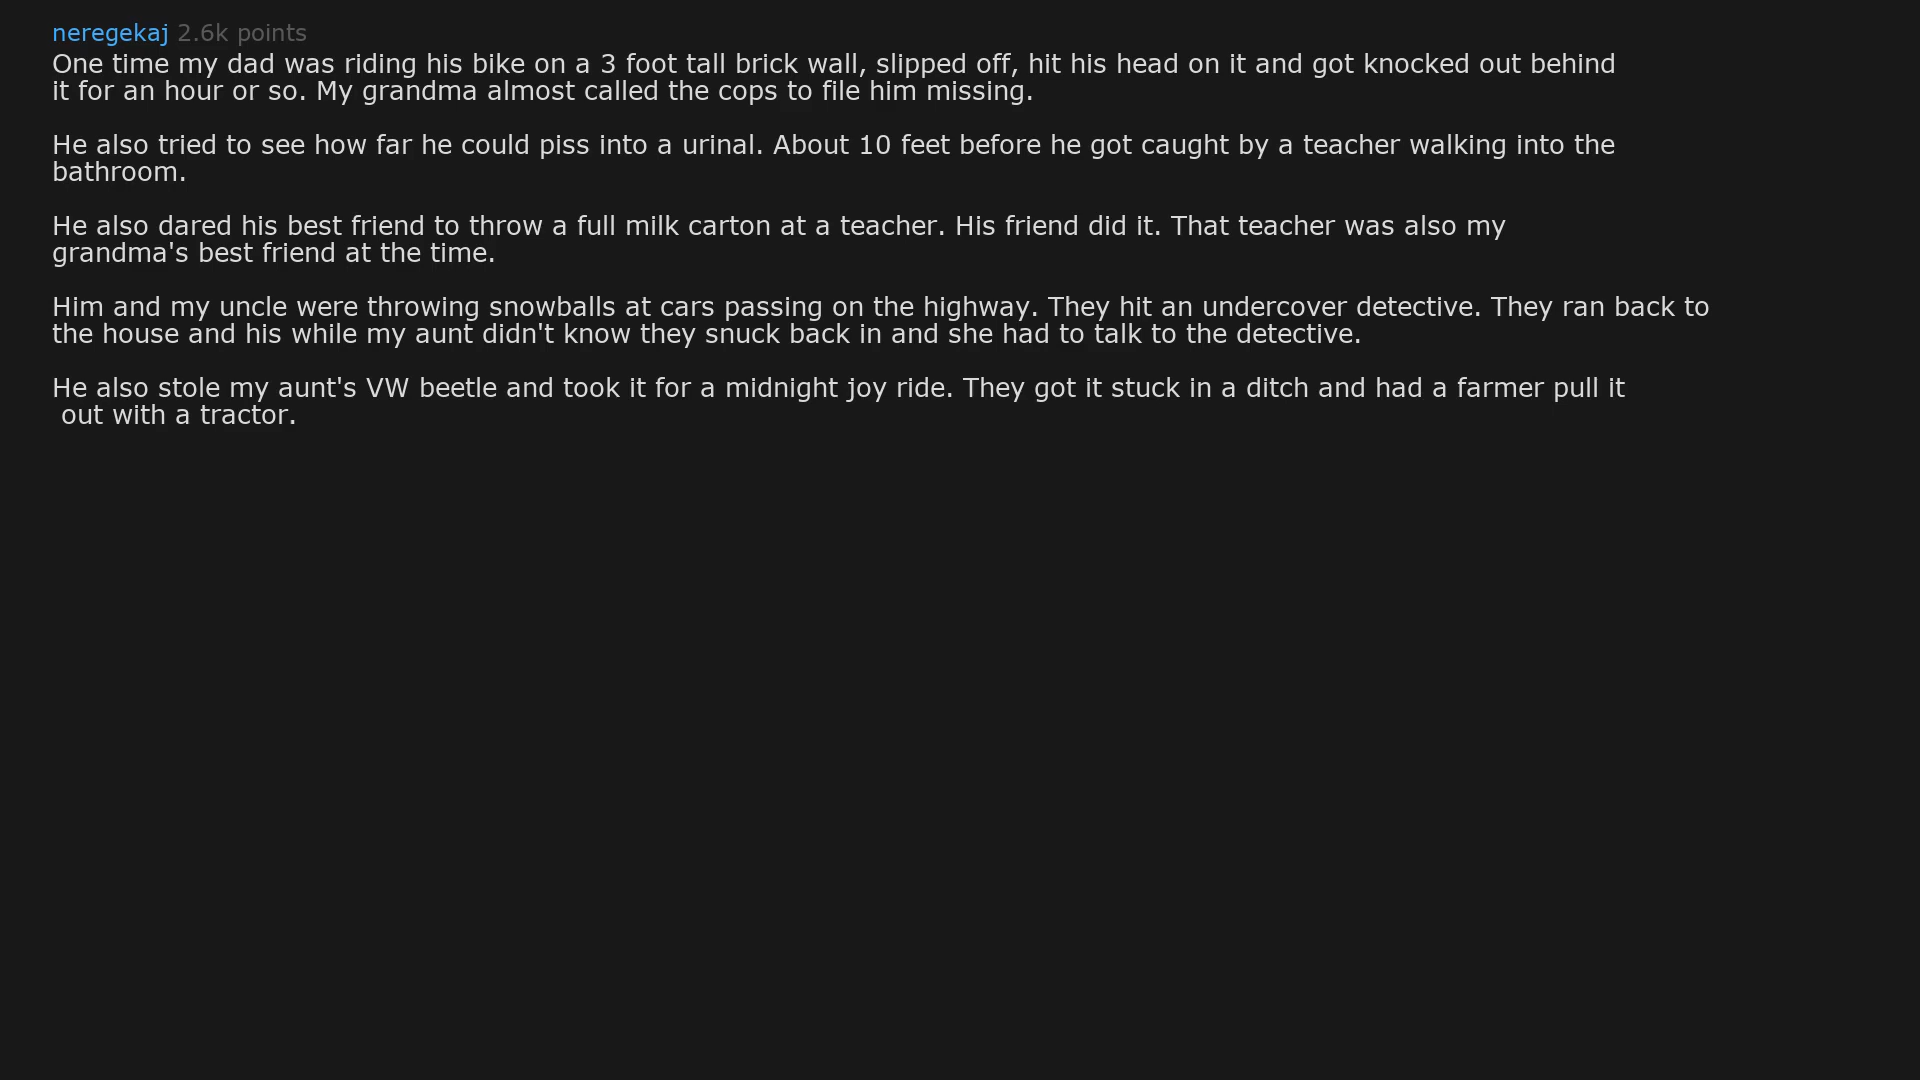 neregekaj 2.6k points
One time my dad was riding his bike on a 3 foot tall brick wall, slipped off, hit his head on it and got knocked out behind
it for an hour or so. My grandma almost called the cops to file him missing.
He also tried to see how far he could piss into a urinal. About 10 feet before he got caught by a teacher walking into the
bathroom.
He also dared his best friend to throw a full milk carton at a teacher. His friend did it. That teacher was also my
grandma's best friend at the time.
Him and my uncle were throwing snowballs at cars passing on the highway. They hit an undercover detective. They ran back to
the house and his while my aunt didn't know they snuck back in and she had to talk to the detective.
He also stole my aunt's VW beetle and took it for a midnight joy ride. They got it stuck in a ditch and had a farmer pull it
out with a tractor.